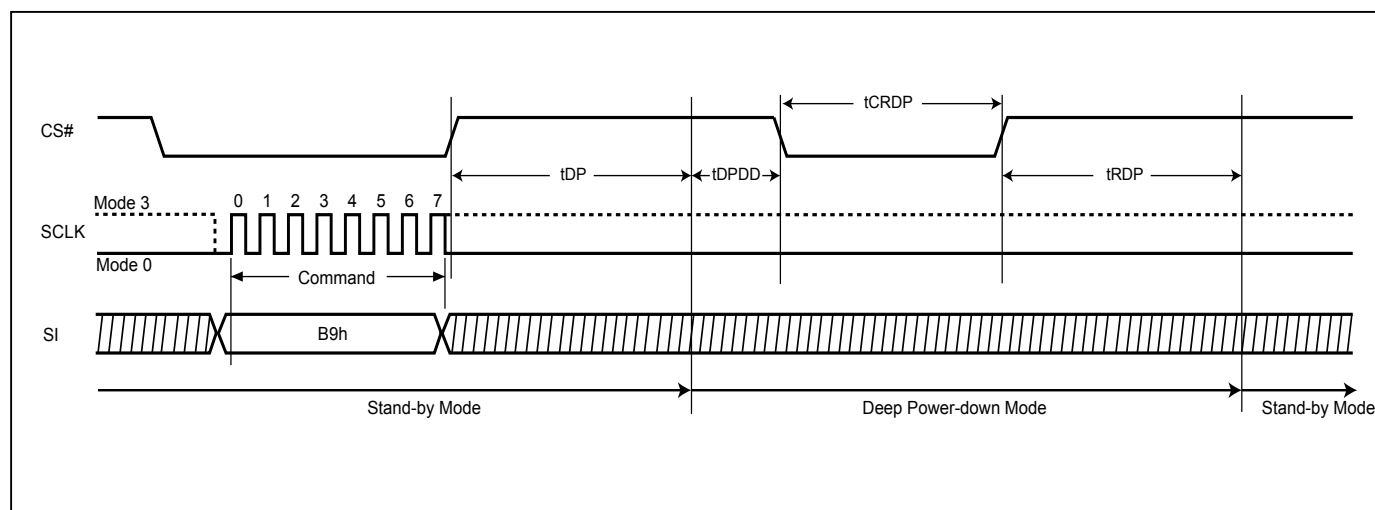 tCRDP
CS#
tDP
tDPDD
tRDP
Mode 3
0 1 2 3 4 5 6 7
SCLK
Mode 0
Command
SI
B9h
Stand-by Mode
Deep Power-down Mode
Stand-by Mode